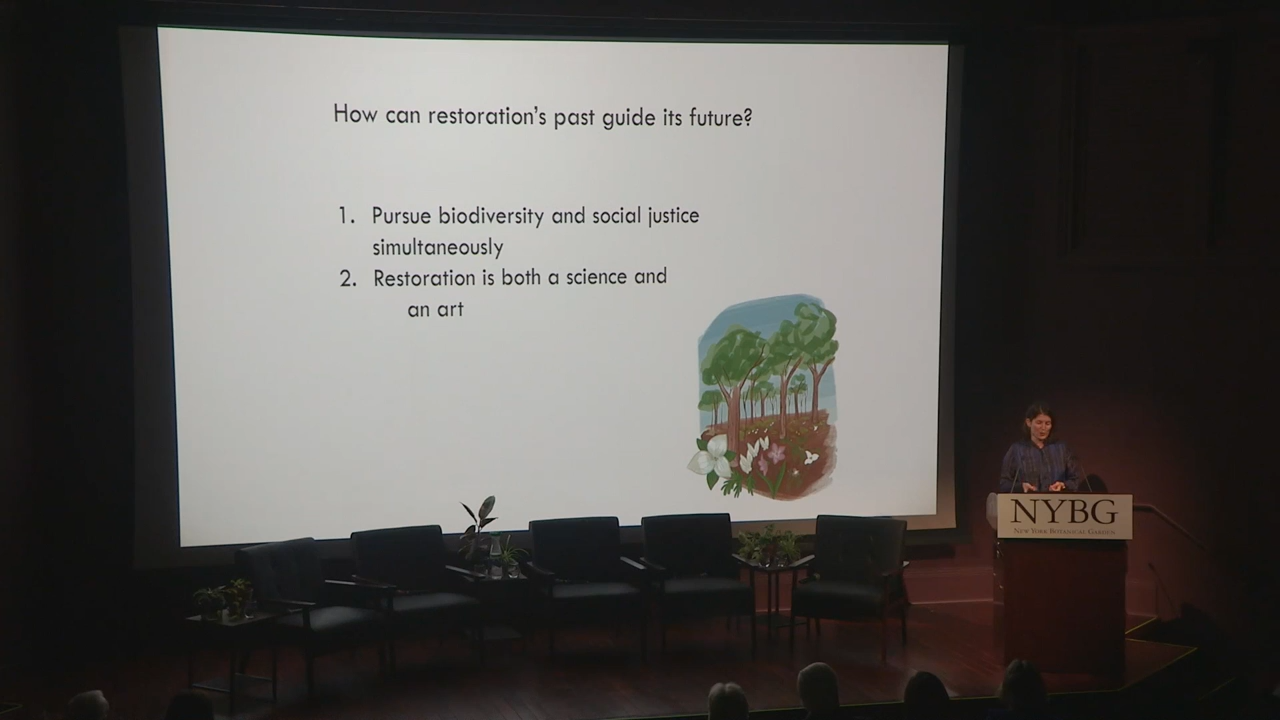 How can restoration's past guide its future?
1. Pursue biodiversity and social justice
simultaneously
2. Restoration is both a science and
an art
NYBG
New York Botanical Garden